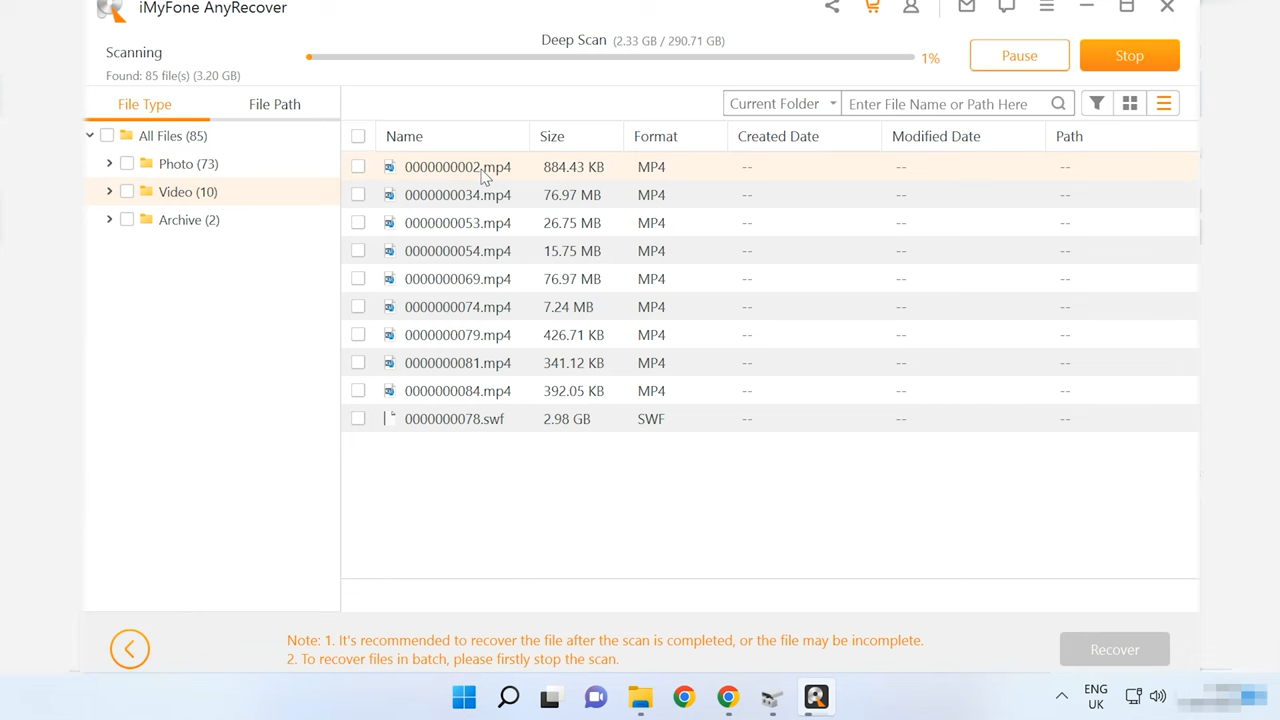 iMyFone AnyRecover
Deep Scan (2.33 GB / 290.71 GB)
Scanning
1%
Pause
Stop
Found: 85 file(s) (3.20 GB)
File Type
File Path
Current Folder
Enter File Name or Path Here
All Files (85)
Photo (73)
Video (10)
Archive (2)
Name Size Format Created Date Modified Date Path
0000000002.mp4 884.43 KB MP4 -- -- --
0000000034.mp4 76.97 MB MP4 -- -- --
0000000053.mp4 26.75 MB MP4 -- -- --
0000000054.mp4 15.75 MB MP4 -- -- --
0000000069.mp4 76.97 MB MP4 -- -- --
0000000074.mp4 7.24 MB MP4 -- -- --
0000000079.mp4 426.71 KB MP4 -- -- --
0000000081.mp4 341.12 KB MP4 -- -- --
0000000084.mp4 392.05 KB MP4 -- -- --
0000000078.swf 2.98 GB SWF -- -- --
Note: 1. It's recommended to recover the file after the scan is completed, or the file may be incomplete.
2. To recover files in batch, please firstly stop the scan.
Recover
ENG
UK